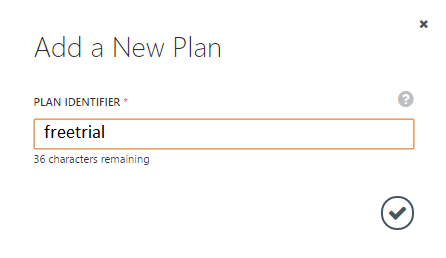 Add a New Plan
PLAN IDENTIFIER *
?
freetrial
36 characters remaining